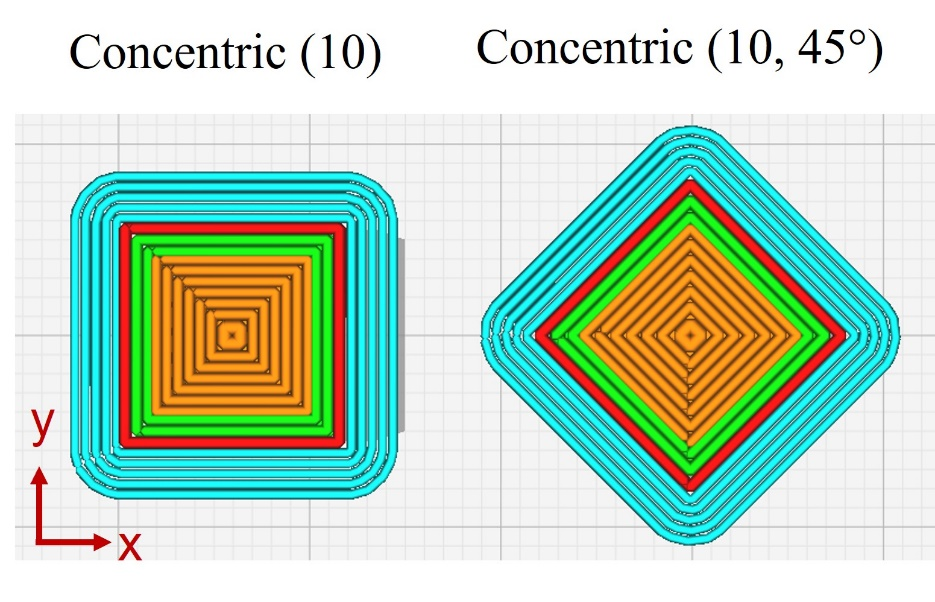 Concentric (10)
Concentric (10, 45°)
y
x